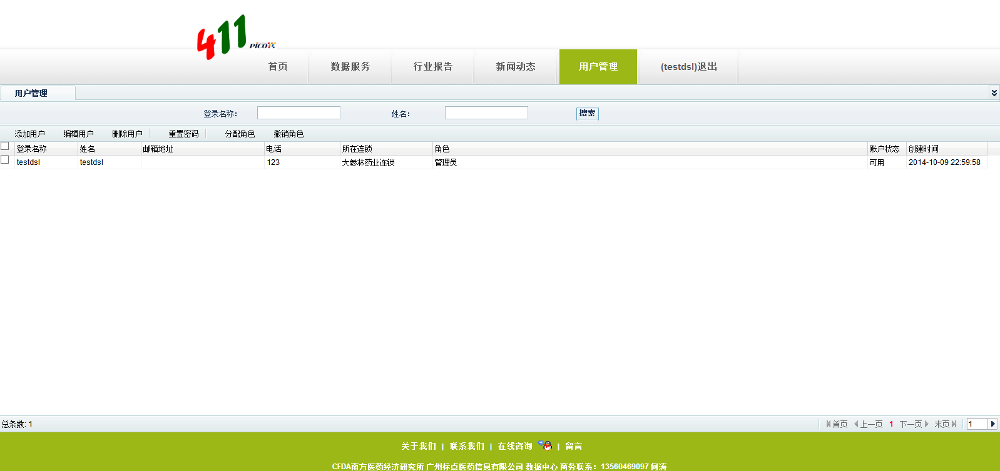 411 PICO
首页 数据服务 行业报告 新闻动态 用户管理 (testdsl)退出
用户管理
登录名称： 姓名： 搜索
添加用户 编辑用户 删除用户 重置密码 分配角色 撤销角色
登录名称 姓名 邮箱地址 电话 所在连锁 角色 账户状态 创建时间
testdsl testdsl 123 大参林药业连锁 管理员 可用 2014-10-09 22:59:58
总条数: 1 首页 上一页 1 下一页 末页 1
关于我们 | 联系我们 | 在线咨询 | 留言
CFDA南方医药经济研究所 广州标点医药信息有限公司 数据中心 商务联系：13560469097 何涛